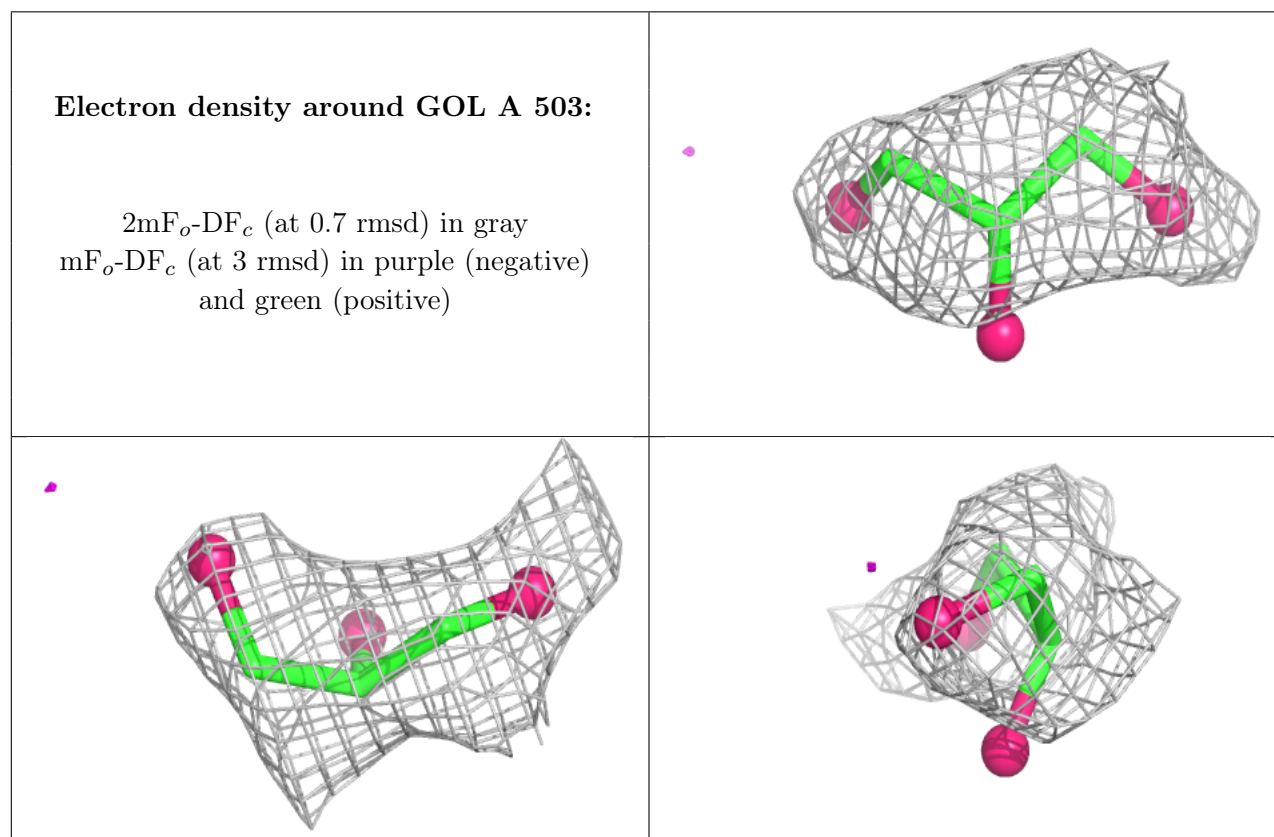 Electron density around GOL A 503:
2mFₒ-DF𝒸 (at 0.7 rmsd) in gray
mFₒ-DF𝒸 (at 3 rmsd) in purple (negative)
and green (positive)